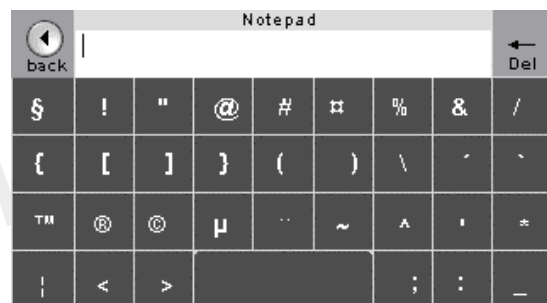 Notepad
back
Del
§ ! " @ # ¤ % & /
{ [ ] } ( ) \ ´ `
™ ® © µ ¨ ~ ^ ' *
¦ < > ; : _